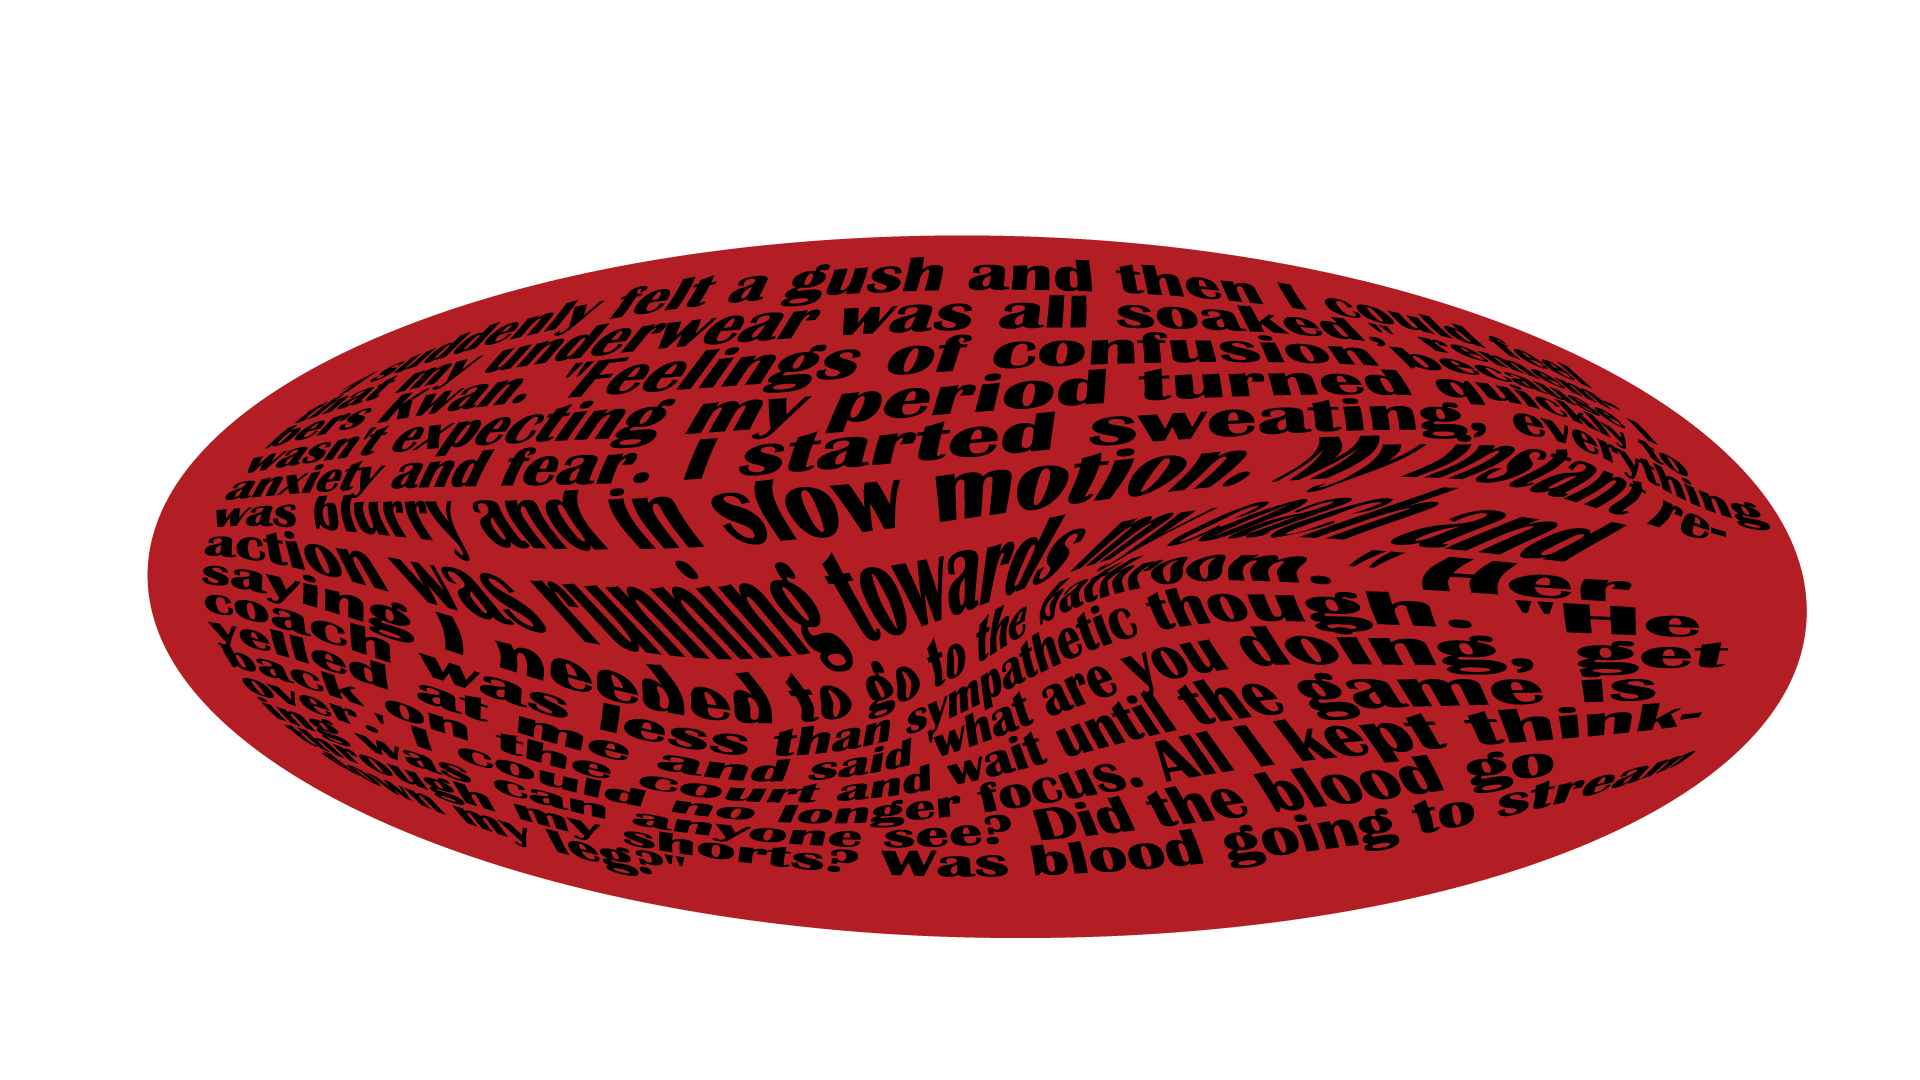 I suddenly felt a gush and then I could feel
that my underwear was all soaked," remem-
bers Kwan. "Feelings of confusion because I
wasn't expecting my period turned quickly to
anxiety and fear. I started sweating, everything
was blurry and in slow motion. My instant re-
action was running towards my coach and
saying I needed to go to the bathroom. " Her
coach was less than sympathetic though. "He
yelled at me and said 'what are you doing, get
back on the court and wait until the game is
over.' I could no longer focus. All I kept think-
ing was can anyone see? Did the blood go
through my shorts? Was blood going to stream
down my leg?"